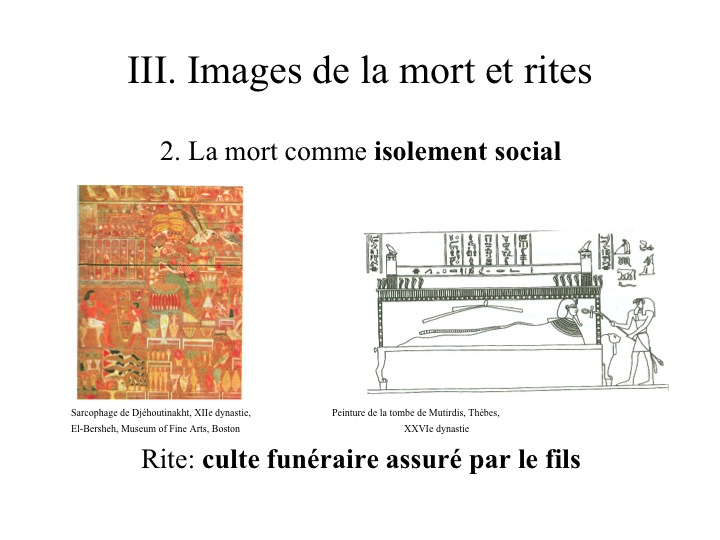 III. Images de la mort et rites
2. La mort comme isolement social
Sarcophage de Djéhoutinakht, XIIe dynastie,
El-Bersheh, Museum of Fine Arts, Boston
Peinture de la tombe de Mutirdis, Thèbes,
XXVIe dynastie
Rite: culte funéraire assuré par le fils